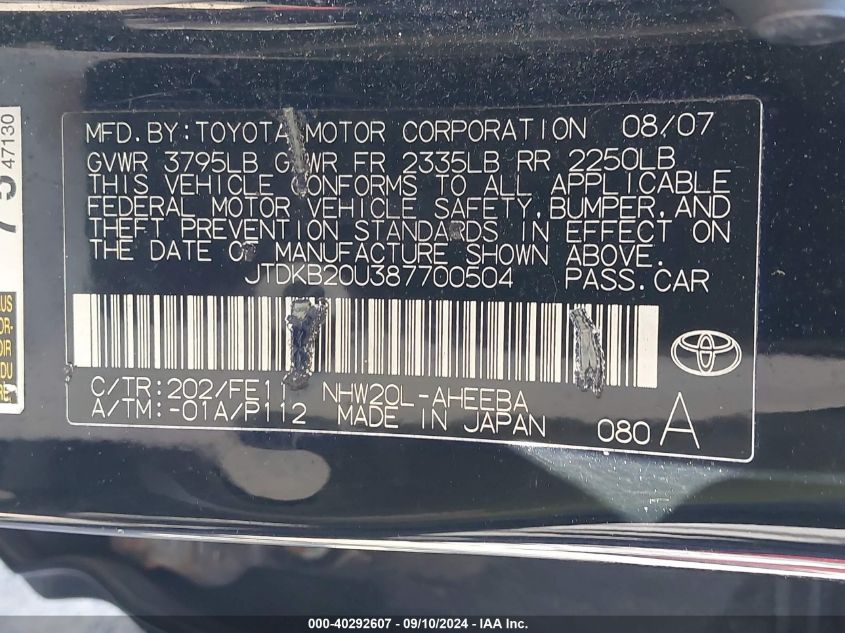 MFD. BY: TOYOTA MOTOR CORPORATION 08/07
GVWR 3795LB GAWR FR 2335LB RR 2250LB
THIS VEHICLE CONFORMS TO ALL APPLICABLE
FEDERAL MOTOR VEHICLE SAFETY, BUMPER, AND
THEFT PREVENTION STANDARDS IN EFFECT ON
THE DATE OF MANUFACTURE SHOWN ABOVE.
JTDKB20U387700504 PASS.CAR
C/TR:202/FE11 NHW20L-AHEEBA
A/TM:-01A/P112 MADE IN JAPAN
080 A
47130
000-40292607 - 09/10/2024 - IAA Inc.